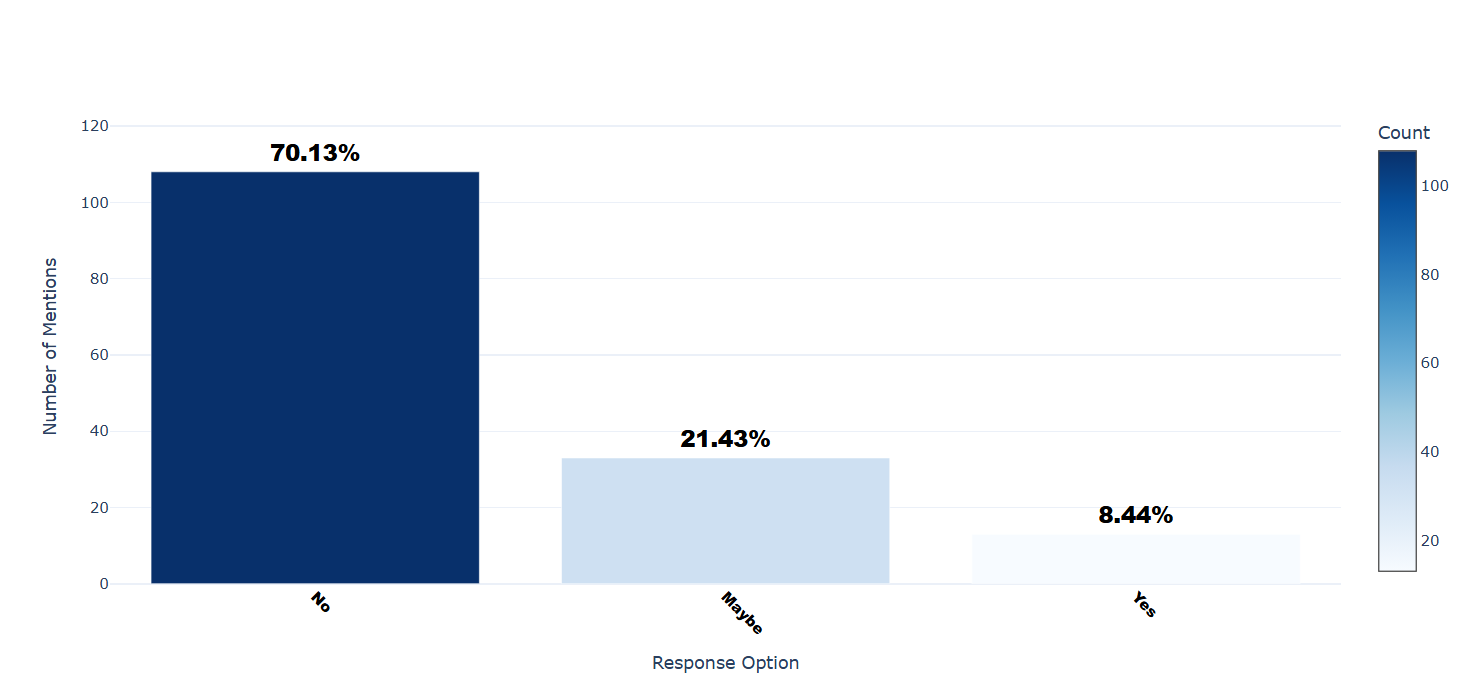 120
100
80
60
40
20
0
Number of Mentions
70.13%
21.43%
8.44%
No
Maybe
Yes
Response Option
Count
100
80
60
40
20